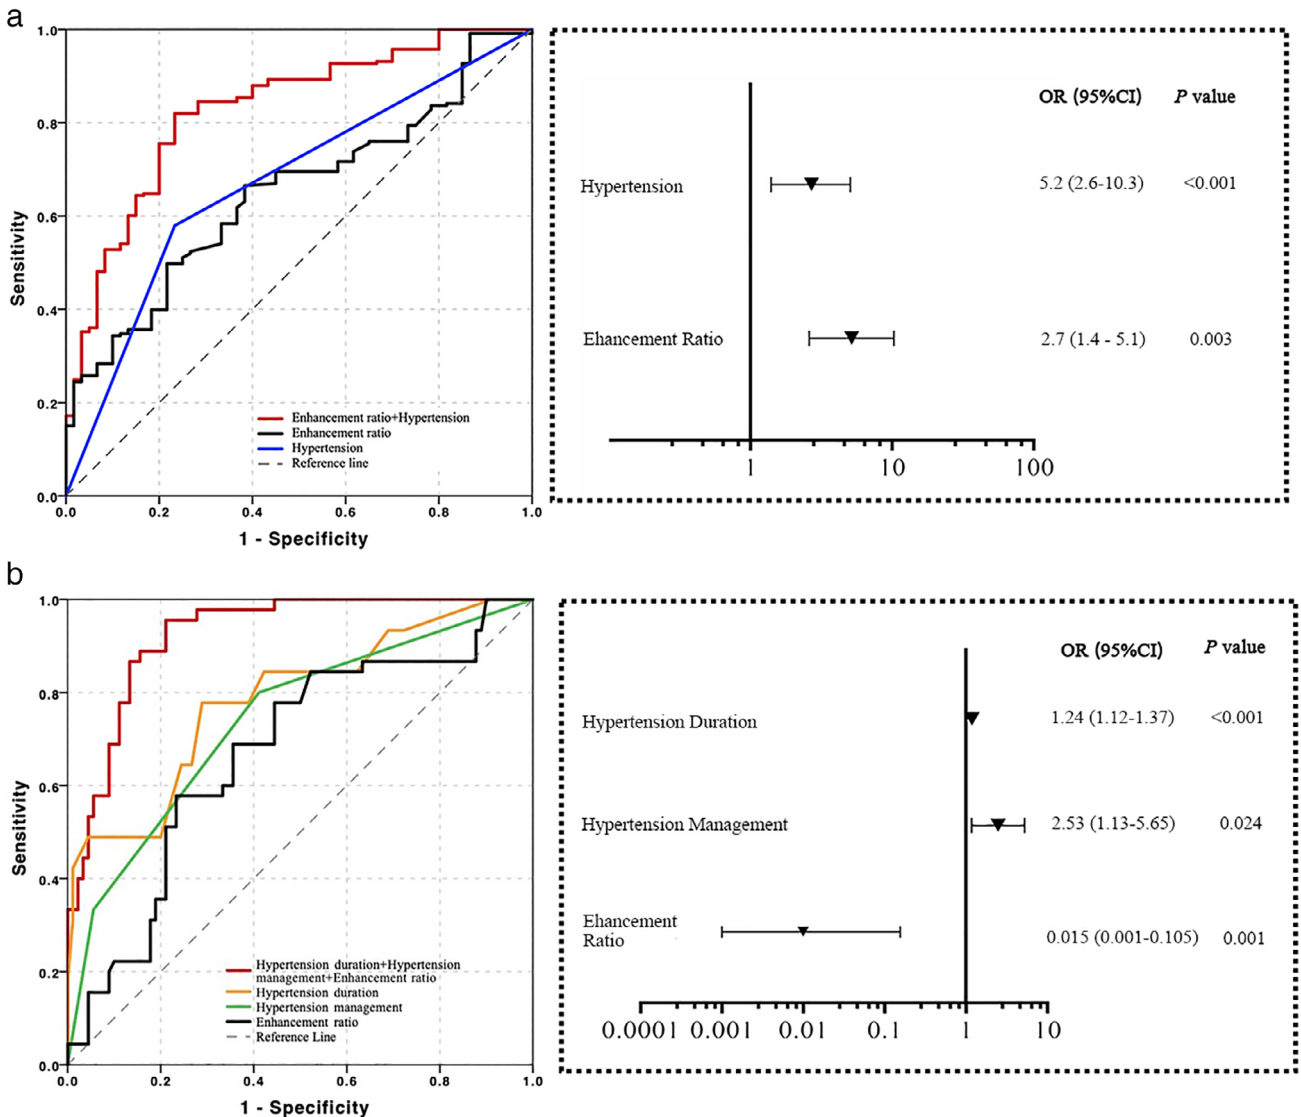 a
1.0
0.8
0.6
0.4
0.2
0.0
Sensitivity
0.0 0.2 0.4 0.6 0.8 1.0
1 - Specificity
Enhancement ratio+Hypertension
Enhancement ratio
Hypertension
Reference line
OR (95%CI) P value
Hypertension 5.2 (2.6-10.3) <0.001
Ehancement Ratio 2.7 (1.4 - 5.1) 0.003
1 10 100
b
1.0
0.8
0.6
0.4
0.2
0.0
Sensitivity
0.0 0.2 0.4 0.6 0.8 1.0
1 - Specificity
Hypertension duration+Hypertension
management+Enhancement ratio
Hypertension duration
Hypertension management
Enhancement ratio
Reference Line
OR (95%CI) P value
Hypertension Duration 1.24 (1.12-1.37) <0.001
Hypertension Management 2.53 (1.13-5.65) 0.024
Ehancement
Ratio 0.015 (0.001-0.105) 0.001
0.0001 0.001 0.01 0.1 1 10